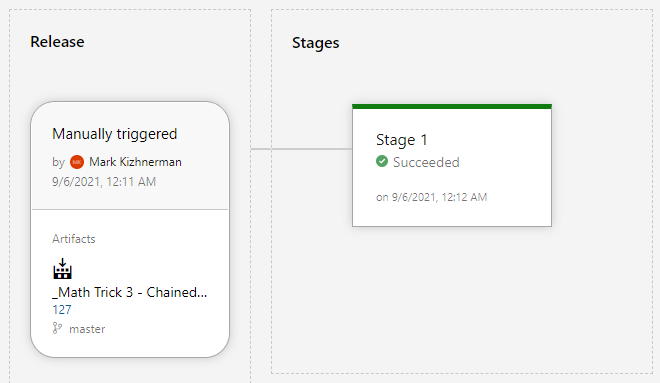 Release
Manually triggered
by MK Mark Kizhnerman
9/6/2021, 12:11 AM
Artifacts
_Math Trick 3 - Chained...
127
master
Stages
Stage 1
Succeeded
on 9/6/2021, 12:12 AM